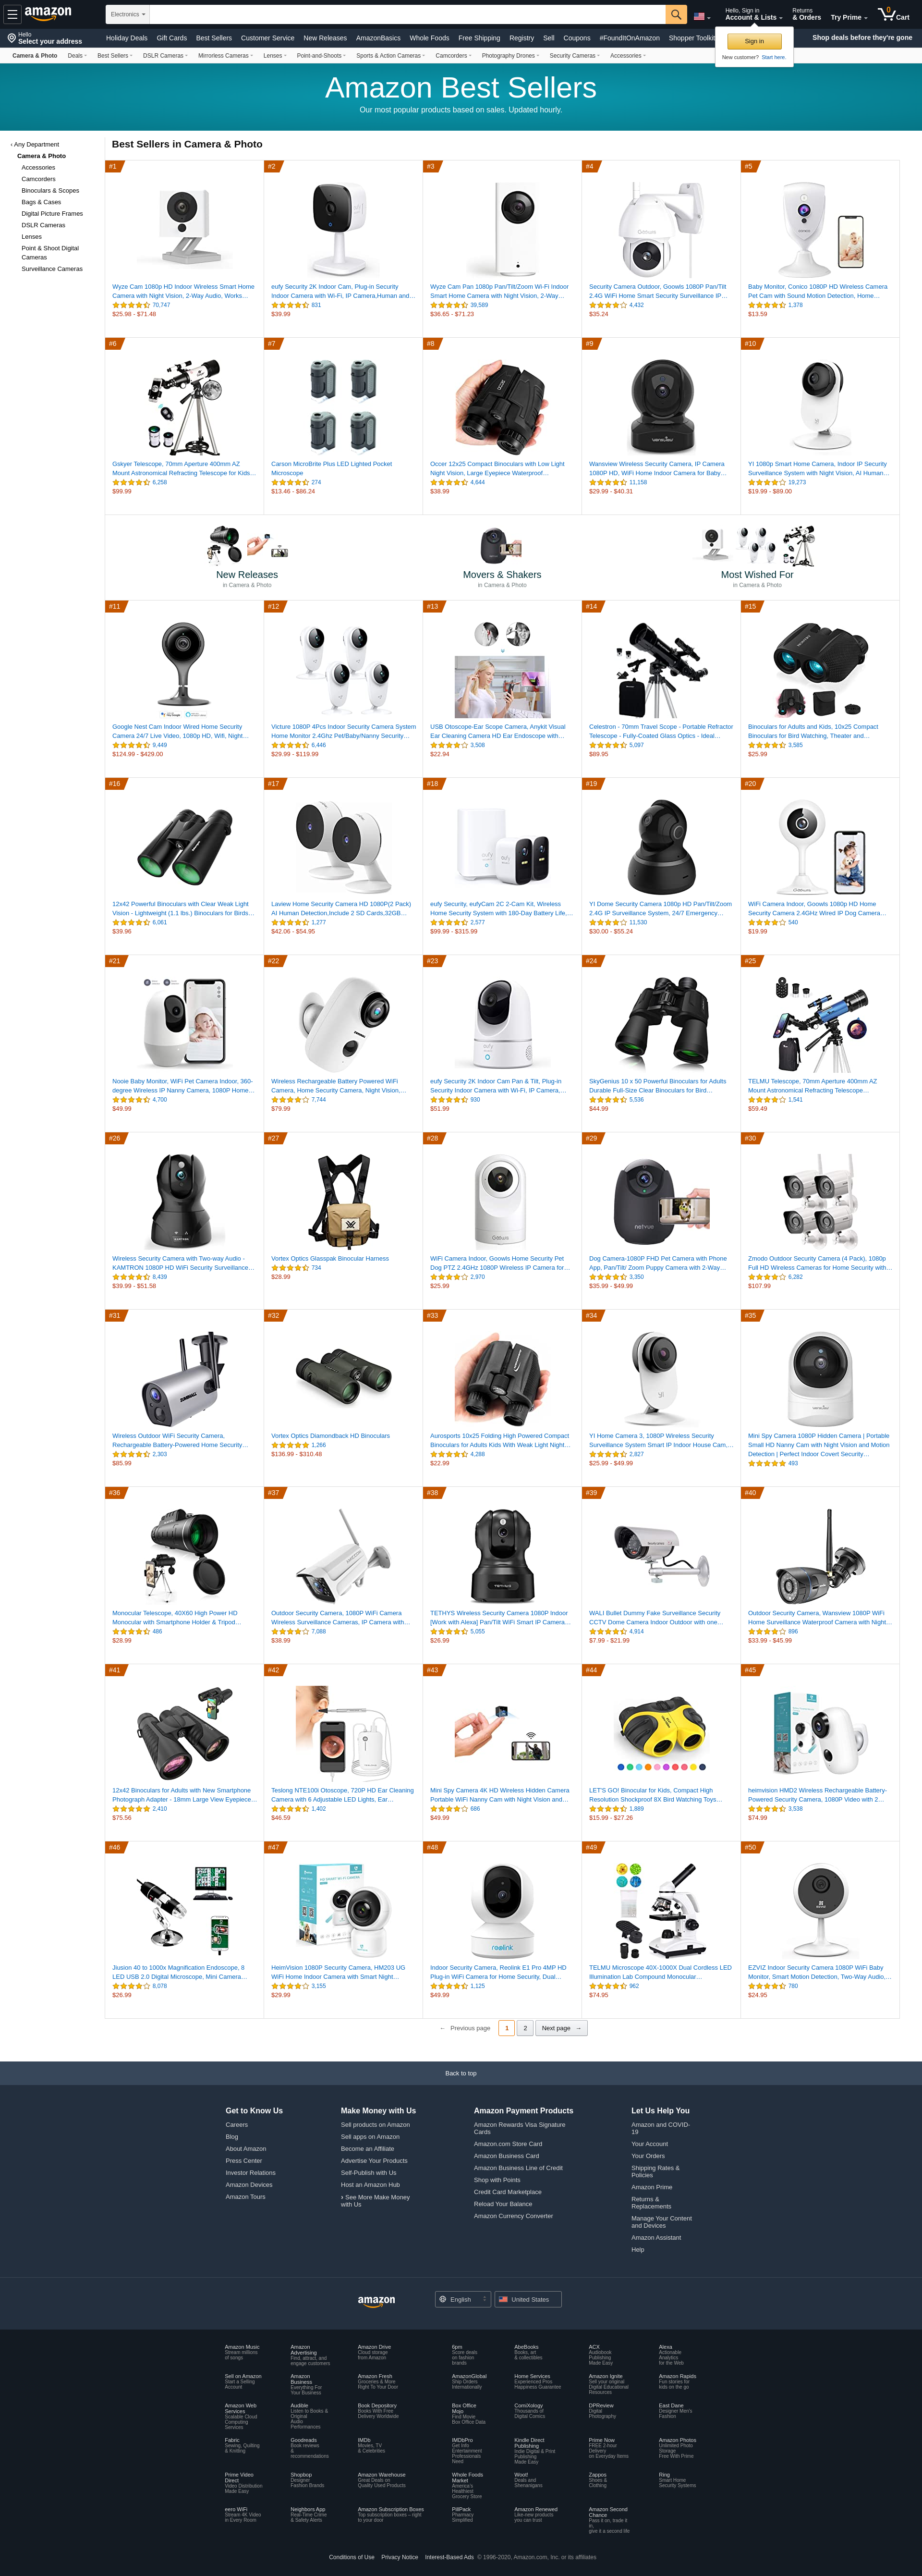 Electronics
Hello
Select your address
Hello, Sign in
Account & Lists
Returns
& Orders
Try Prime
0
Cart
Holiday Deals Gift Cards Best Sellers Customer Service New Releases AmazonBasics Whole Foods Free Shipping Registry Sell Coupons #FoundItOnAmazon Shopper Toolkit
Shop deals before they're gone
Sign in
New customer? Start here.
Camera & Photo Deals Best Sellers DSLR Cameras Mirrorless Cameras Lenses Point-and-Shoots Sports & Action Cameras Camcorders Photography Drones Security Cameras Accessories
Amazon Best Sellers
Our most popular products based on sales. Updated hourly.
‹ Any Department
Camera & Photo
Accessories
Camcorders
Binoculars & Scopes
Bags & Cases
Digital Picture Frames
DSLR Cameras
Lenses
Point & Shoot Digital
Cameras
Surveillance Cameras
Best Sellers in Camera & Photo
#1
Wyze Cam 1080p HD Indoor Wireless Smart Home
Camera with Night Vision, 2-Way Audio, Works…
70,747
$25.98 - $71.48
#2
eufy Security 2K Indoor Cam, Plug-in Security
Indoor Camera with Wi-Fi, IP Camera,Human and…
831
$39.99
#3
Wyze Cam Pan 1080p Pan/Tilt/Zoom Wi-Fi Indoor
Smart Home Camera with Night Vision, 2-Way…
39,589
$36.65 - $71.23
#4
Security Camera Outdoor, Goowls 1080P Pan/Tilt
2.4G WiFi Home Smart Security Surveillance IP…
4,432
$35.24
#5
Baby Monitor, Conico 1080P HD Wireless Camera
Pet Cam with Sound Motion Detection, Home…
1,378
$13.59
#6
Gskyer Telescope, 70mm Aperture 400mm AZ
Mount Astronomical Refracting Telescope for Kids…
6,258
$99.99
#7
Carson MicroBrite Plus LED Lighted Pocket
Microscope
274
$13.46 - $86.24
#8
Occer 12x25 Compact Binoculars with Low Light
Night Vision, Large Eyepiece Waterproof…
4,644
$38.99
#9
Wansview Wireless Security Camera, IP Camera
1080P HD, WiFi Home Indoor Camera for Baby…
11,158
$29.99 - $40.31
#10
YI 1080p Smart Home Camera, Indoor IP Security
Surveillance System with Night Vision, AI Human…
19,273
$19.99 - $89.00
New Releases
in Camera & Photo
Movers & Shakers
in Camera & Photo
Most Wished For
in Camera & Photo
#11
Google Nest Cam Indoor Wired Home Security
Camera 24/7 Live Video, 1080p HD, Wifi, Night…
9,449
$124.99 - $429.00
#12
Victure 1080P 4Pcs Indoor Security Camera System
Home Monitor 2.4Ghz Pet/Baby/Nanny Security…
6,446
$29.99 - $119.99
#13
USB Otoscope-Ear Scope Camera, Anykit Visual
Ear Cleaning Camera HD Ear Endoscope with…
3,508
$22.94
#14
Celestron - 70mm Travel Scope - Portable Refractor
Telescope - Fully-Coated Glass Optics - Ideal…
5,097
$89.95
#15
Binoculars for Adults and Kids, 10x25 Compact
Binoculars for Bird Watching, Theater and…
3,585
$25.99
#16
12x42 Powerful Binoculars with Clear Weak Light
Vision - Lightweight (1.1 lbs.) Binoculars for Birds…
6,061
$39.96
#17
Laview Home Security Camera HD 1080P(2 Pack)
AI Human Detection,Include 2 SD Cards,32GB…
1,277
$42.06 - $54.95
#18
eufy Security, eufyCam 2C 2-Cam Kit, Wireless
Home Security System with 180-Day Battery Life,…
2,577
$99.99 - $315.99
#19
YI Dome Security Camera 1080p HD Pan/Tilt/Zoom
2.4G IP Surveillance System, 24/7 Emergency…
11,530
$30.00 - $55.24
#20
WiFi Camera Indoor, Goowls 1080p HD Home
Security Camera 2.4GHz Wired IP Dog Camera…
540
$19.99
#21
Nooie Baby Monitor, WiFi Pet Camera Indoor, 360-
degree Wireless IP Nanny Camera, 1080P Home…
4,700
$49.99
#22
Wireless Rechargeable Battery Powered WiFi
Camera, Home Security Camera, Night Vision,…
7,744
$79.99
#23
eufy Security 2K Indoor Cam Pan & Tilt, Plug-in
Security Indoor Camera with Wi-Fi, IP Camera,…
930
$51.99
#24
SkyGenius 10 x 50 Powerful Binoculars for Adults
Durable Full-Size Clear Binoculars for Bird…
5,536
$44.99
#25
TELMU Telescope, 70mm Aperture 400mm AZ
Mount Astronomical Refracting Telescope…
1,541
$59.49
#26
Wireless Security Camera with Two-way Audio -
KAMTRON 1080P HD WiFi Security Surveillance…
8,439
$39.99 - $51.58
#27
Vortex Optics Glasspak Binocular Harness
734
$28.99
#28
WiFi Camera Indoor, Goowls Home Security Pet
Dog PTZ 2.4GHz 1080P Wireless IP Camera for…
2,970
$25.99
#29
Dog Camera-1080P FHD Pet Camera with Phone
App, Pan/Tilt/ Zoom Puppy Camera with 2-Way…
3,350
$35.99 - $49.99
#30
Zmodo Outdoor Security Camera (4 Pack), 1080p
Full HD Wireless Cameras for Home Security with…
6,282
$107.99
#31
Wireless Outdoor WiFi Security Camera,
Rechargeable Battery-Powered Home Security…
2,303
$85.99
#32
Vortex Optics Diamondback HD Binoculars
1,266
$136.99 - $310.48
#33
Aurosports 10x25 Folding High Powered Compact
Binoculars for Adults Kids With Weak Light Night…
4,288
$22.99
#34
YI Home Camera 3, 1080P Wireless Security
Surveillance System Smart IP Indoor House Cam,…
2,827
$25.99 - $49.99
#35
Mini Spy Camera 1080P Hidden Camera | Portable
Small HD Nanny Cam with Night Vision and Motion
Detection | Perfect Indoor Covert Security…
493
#36
Monocular Telescope, 40X60 High Power HD
Monocular with Smartphone Holder & Tripod…
486
$28.99
#37
Outdoor Security Camera, 1080P WiFi Camera
Wireless Surveillance Cameras, IP Camera with…
7,088
$38.99
#38
TETHYS Wireless Security Camera 1080P Indoor
[Work with Alexa] Pan/Tilt WiFi Smart IP Camera…
5,055
$26.99
#39
WALI Bullet Dummy Fake Surveillance Security
CCTV Dome Camera Indoor Outdoor with one…
4,914
$7.99 - $21.99
#40
Outdoor Security Camera, Wansview 1080P WiFi
Home Surveillance Waterproof Camera with Night…
896
$33.99 - $45.99
#41
12x42 Binoculars for Adults with New Smartphone
Photograph Adapter - 18mm Large View Eyepiece…
2,410
$75.56
#42
Teslong NTE100i Otoscope, 720P HD Ear Cleaning
Camera with 6 Adjustable LED Lights, Ear…
1,402
$46.59
#43
Mini Spy Camera 4K HD Wireless Hidden Camera
Portable WiFi Nanny Cam with Night Vision and…
686
$49.99
#44
LET'S GO! Binocular for Kids, Compact High
Resolution Shockproof 8X Bird Watching Toys…
1,889
$15.99 - $27.26
#45
heimvision HMD2 Wireless Rechargeable Battery-
Powered Security Camera, 1080P Video with 2…
3,538
$74.99
#46
Jiusion 40 to 1000x Magnification Endoscope, 8
LED USB 2.0 Digital Microscope, Mini Camera…
8,078
$26.99
#47
HeimVision 1080P Security Camera, HM203 UG
WiFi Home Indoor Camera with Smart Night…
3,155
$29.99
#48
Indoor Security Camera, Reolink E1 Pro 4MP HD
Plug-in WiFi Camera for Home Security, Dual…
1,125
$49.99
#49
TELMU Microscope 40X-1000X Dual Cordless LED
Illumination Lab Compound Monocular…
962
$74.95
#50
EZVIZ Indoor Security Camera 1080P WiFi Baby
Monitor, Smart Motion Detection, Two-Way Audio,…
780
$24.95
← Previous page 1 2 Next page →
Back to top
Get to Know Us
Careers
Blog
About Amazon
Press Center
Investor Relations
Amazon Devices
Amazon Tours
Make Money with Us
Sell products on Amazon
Sell apps on Amazon
Become an Affiliate
Advertise Your Products
Self-Publish with Us
Host an Amazon Hub
› See More Make Money
with Us
Amazon Payment Products
Amazon Rewards Visa Signature
Cards
Amazon.com Store Card
Amazon Business Card
Amazon Business Line of Credit
Shop with Points
Credit Card Marketplace
Reload Your Balance
Amazon Currency Converter
Let Us Help You
Amazon and COVID-
19
Your Account
Your Orders
Shipping Rates &
Policies
Amazon Prime
Returns &
Replacements
Manage Your Content
and Devices
Amazon Assistant
Help
amazon
English
United States
Amazon Music
Stream millions
of songs
Amazon
Advertising
Find, attract, and
engage customers
Amazon Drive
Cloud storage
from Amazon
6pm
Score deals
on fashion
brands
AbeBooks
Books, art
& collectibles
ACX
Audiobook
Publishing
Made Easy
Alexa
Actionable
Analytics
for the Web
Sell on Amazon
Start a Selling
Account
Amazon
Business
Everything For
Your Business
Amazon Fresh
Groceries & More
Right To Your Door
AmazonGlobal
Ship Orders
Internationally
Home Services
Experienced Pros
Happiness Guarantee
Amazon Ignite
Sell your original
Digital Educational
Resources
Amazon Rapids
Fun stories for
kids on the go
Amazon Web
Services
Scalable Cloud
Computing
Services
Audible
Listen to Books &
Original
Audio
Performances
Book Depository
Books With Free
Delivery Worldwide
Box Office
Mojo
Find Movie
Box Office Data
ComiXology
Thousands of
Digital Comics
DPReview
Digital
Photography
East Dane
Designer Men's
Fashion
Fabric
Sewing, Quilting
& Knitting
Goodreads
Book reviews
&
recommendations
IMDb
Movies, TV
& Celebrities
IMDbPro
Get Info
Entertainment
Professionals
Need
Kindle Direct
Publishing
Indie Digital & Print
Publishing
Made Easy
Prime Now
FREE 2-hour
Delivery
on Everyday Items
Amazon Photos
Unlimited Photo
Storage
Free With Prime
Prime Video
Direct
Video Distribution
Made Easy
Shopbop
Designer
Fashion Brands
Amazon Warehouse
Great Deals on
Quality Used Products
Whole Foods
Market
America's
Healthiest
Grocery Store
Woot!
Deals and
Shenanigans
Zappos
Shoes &
Clothing
Ring
Smart Home
Security Systems
eero WiFi
Stream 4K Video
in Every Room
Neighbors App
Real-Time Crime
& Safety Alerts
Amazon Subscription Boxes
Top subscription boxes – right
to your door
PillPack
Pharmacy
Simplified
Amazon Renewed
Like-new products
you can trust
Amazon Second
Chance
Pass it on, trade it
in,
give it a second life
Conditions of Use Privacy Notice Interest-Based Ads © 1996-2020, Amazon.com, Inc. or its affiliates